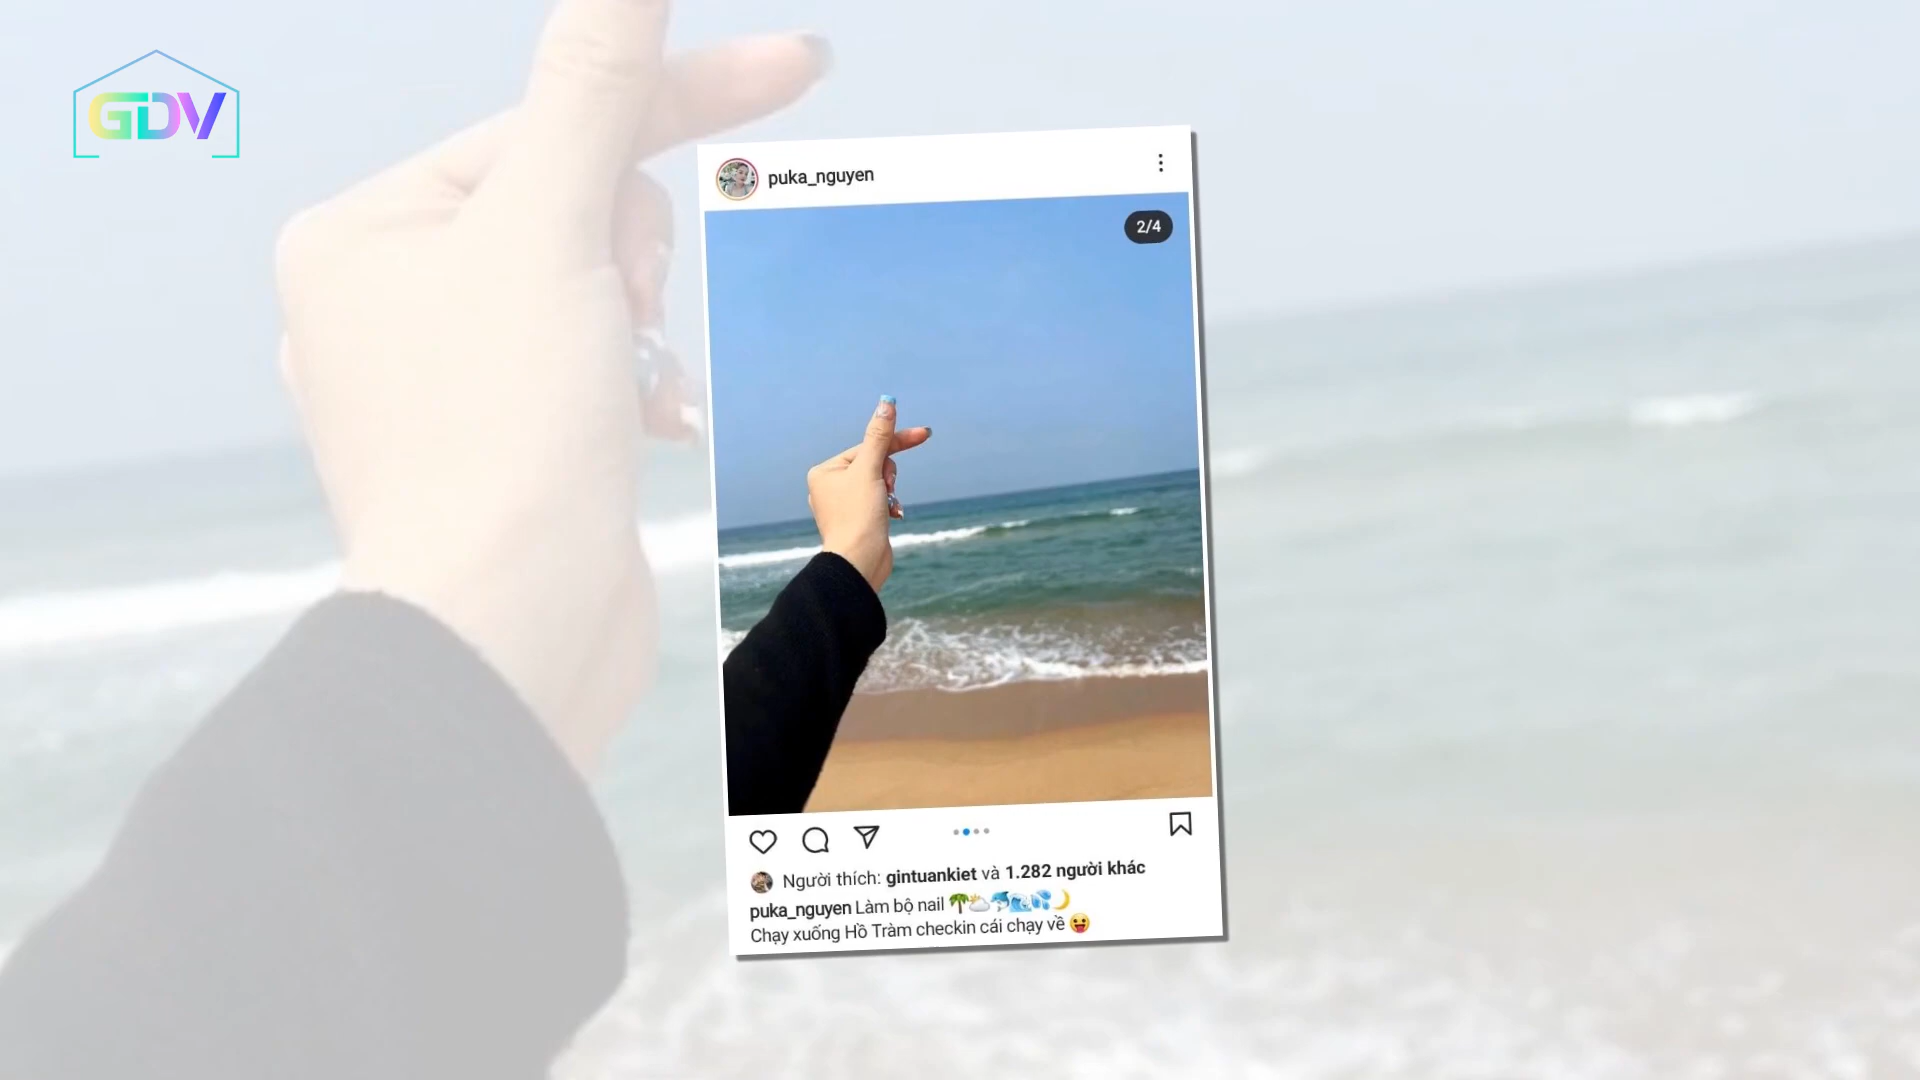 GDV
puka_nguyen
2/4
Người thích: gintuankiet và 1.282 người khác
puka_nguyen Làm bộ nail 🌴⛅🐬🌊💦🌙
Chạy xuống Hồ Tràm checkin cái chạy về 😝